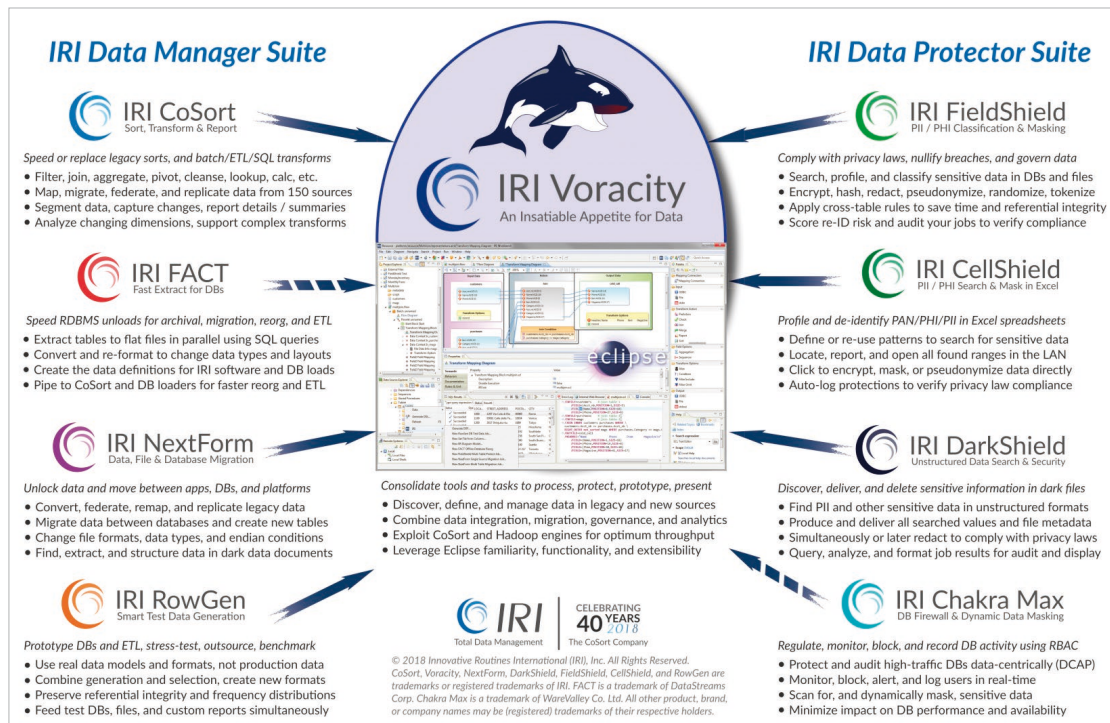 IRI Data Manager Suite
IRI CoSort
Sort, Transform & Report
Speed or replace legacy sorts, and batch/ETL/SQL transforms
• Filter, join, aggregate, pivot, cleanse, lookup, calc, etc.
• Map, migrate, federate, and replicate data from 150 sources
• Segment data, capture changes, report details / summaries
• Analyze changing dimensions, support complex transforms
IRI FACT
Fast Extract for DBs
Speed RDBMS unloads for archival, migration, reorg, and ETL
• Extract tables to flat files in parallel using SQL queries
• Convert and re-format to change data types and layouts
• Create the data definitions for IRI software and DB loads
• Pipe to CoSort and DB loaders for faster reorg and ETL
IRI NextForm
Data, File & Database Migration
Unlock data and move between apps, DBs, and platforms
• Convert, federate, remap, and replicate legacy data
• Migrate data between databases and create new tables
• Change file formats, data types, and endian conditions
• Find, extract, and structure data in dark data documents
IRI RowGen
Smart Test Data Generation
Prototype DBs and ETL, stress-test, outsource, benchmark
• Use real data models and formats, not production data
• Combine generation and selection, create new formats
• Preserve referential integrity and frequency distributions
• Feed test DBs, files, and custom reports simultaneously
IRI Voracity
An Insatiable Appetite for Data
eclipse
Consolidate tools and tasks to process, protect, prototype, present
• Discover, define, and manage data in legacy and new sources
• Combine data integration, migration, governance, and analytics
• Exploit CoSort and Hadoop engines for optimum throughput
• Leverage Eclipse familiarity, functionality, and extensibility
IRI
Total Data Management
CELEBRATING
40 YEARS
2018
The CoSort Company
© 2018 Innovative Routines International (IRI), Inc. All Rights Reserved.
CoSort, Voracity, NextForm, DarkShield, FieldShield, CellShield, and RowGen are
trademarks or registered trademarks of IRI. FACT is a trademark of DataStreams
Corp. Chakra Max is a trademark of WareValley Co. Ltd. All other product, brand,
or company names may be (registered) trademarks of their respective holders.
IRI Data Protector Suite
IRI FieldShield
PII / PHI Classification & Masking
Comply with privacy laws, nullify breaches, and govern data
• Search, profile, and classify sensitive data in DBs and files
• Encrypt, hash, redact, pseudonymize, randomize, tokenize
• Apply cross-table rules to save time and referential integrity
• Score re-ID risk and audit your jobs to verify compliance
IRI CellShield
PII / PHI Search & Mask in Excel
Profile and de-identify PAN/PHI/PII in Excel spreadsheets
• Define or re-use patterns to search for sensitive data
• Locate, report, and open all found ranges in the LAN
• Click to encrypt, mask, or pseudonymize data directly
• Auto-log protections to verify privacy law compliance
IRI DarkShield
Unstructured Data Search & Security
Discover, deliver, and delete sensitive information in dark files
• Find PII and other sensitive data in unstructured formats
• Produce and deliver all searched values and file metadata
• Simultaneously or later redact to comply with privacy laws
• Query, analyze, and format job results for audit and display
IRI Chakra Max
DB Firewall & Dynamic Data Masking
Regulate, monitor, block, and record DB activity using RBAC
• Protect and audit high-traffic DBs data-centrically (DCAP)
• Monitor, block, alert, and log users in real-time
• Scan for, and dynamically mask, sensitive data
• Minimize impact on DB performance and availability